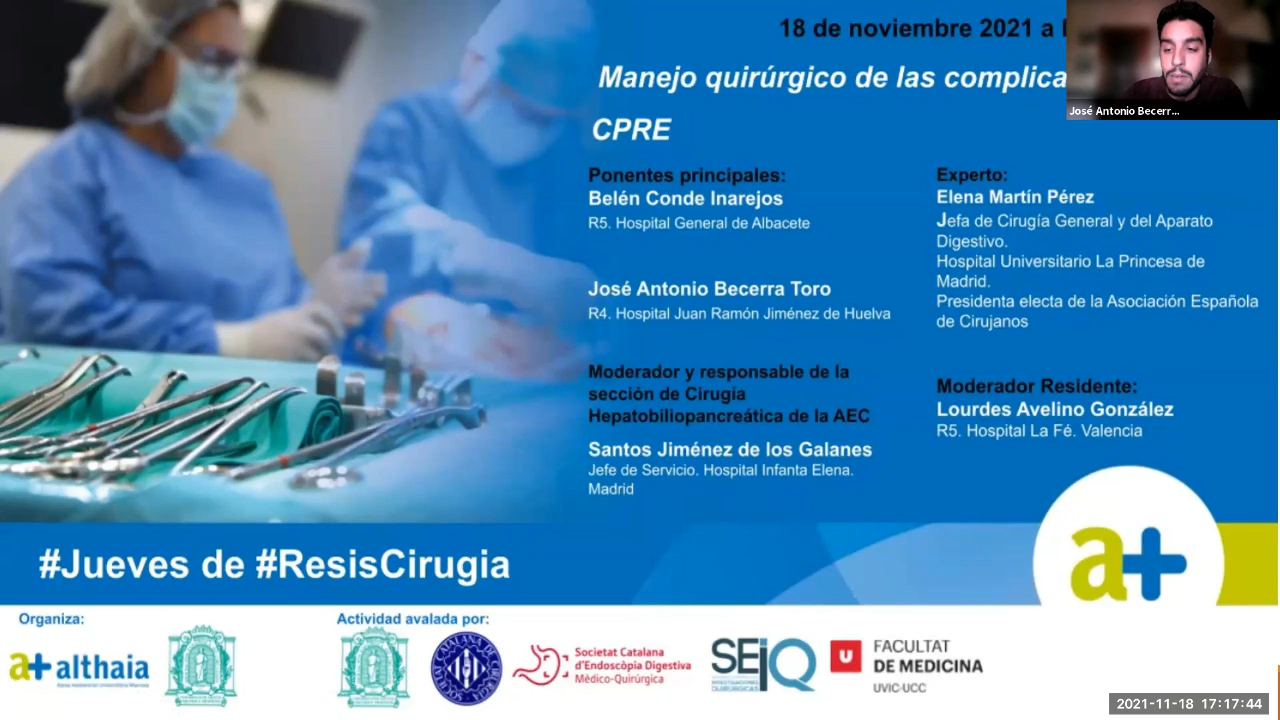 18 de noviembre 2021 a
Manejo quirúrgico de las complica
CPRE
José Antonio Becerr...
Ponentes principales:
Belén Conde Inarejos
R5. Hospital General de Albacete
José Antonio Becerra Toro
R4. Hospital Juan Ramón Jiménez de Huelva
Moderador y responsable de la
sección de Cirugía
Hepatobiliopancreática de la AEC
Santos Jiménez de los Galanes
Jefe de Servicio. Hospital Infanta Elena.
Madrid
Experto:
Elena Martín Pérez
Jefa de Cirugía General y del Aparato
Digestivo.
Hospital Universitario La Princesa de
Madrid.
Presidenta electa de la Asociación Española
de Cirujanos
Moderador Residente:
Lourdes Avelino González
R5. Hospital La Fé. Valencia
a+
#Jueves de #ResisCirugia
Organiza:
Actividad avalada por:
a+ althaia
Societat Catalana
d'Endoscòpia Digestiva
Mèdico-Quirúrgica
SEIQ
U
FACULTAT
DE MEDICINA
UVIC·UCC
2021-11-18 17:17:44